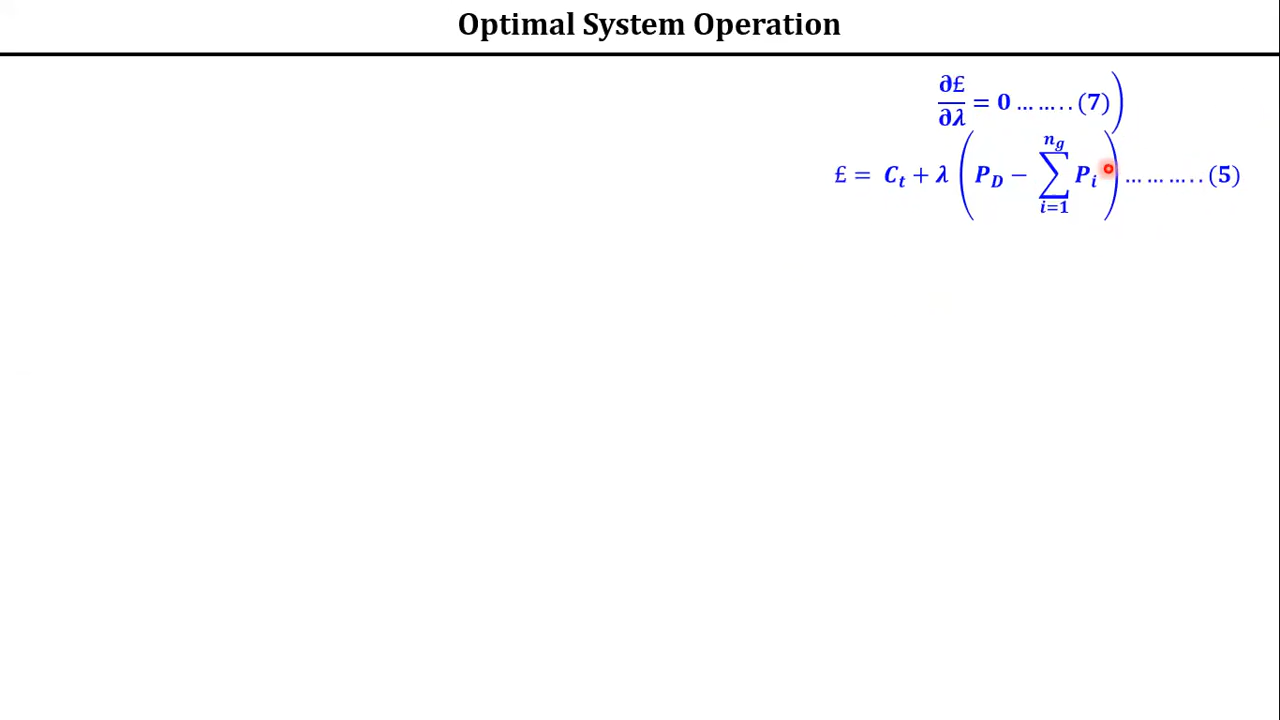 Optimal System Operation
∂£/∂λ = 0 ... ... . . (7))
£ = C_t + λ (P_D − ∑_{i=1}^{n_g} P_i) ... ... ... . . (5)